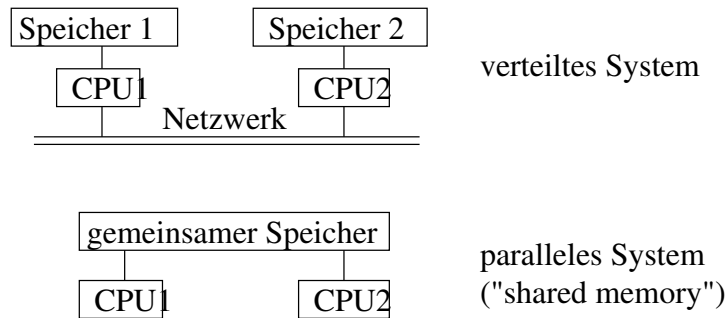 Speicher 1
Speicher 2
CPU1
CPU2
verteiltes System
Netzwerk
gemeinsamer Speicher
CPU1
CPU2
paralleles System
("shared memory")